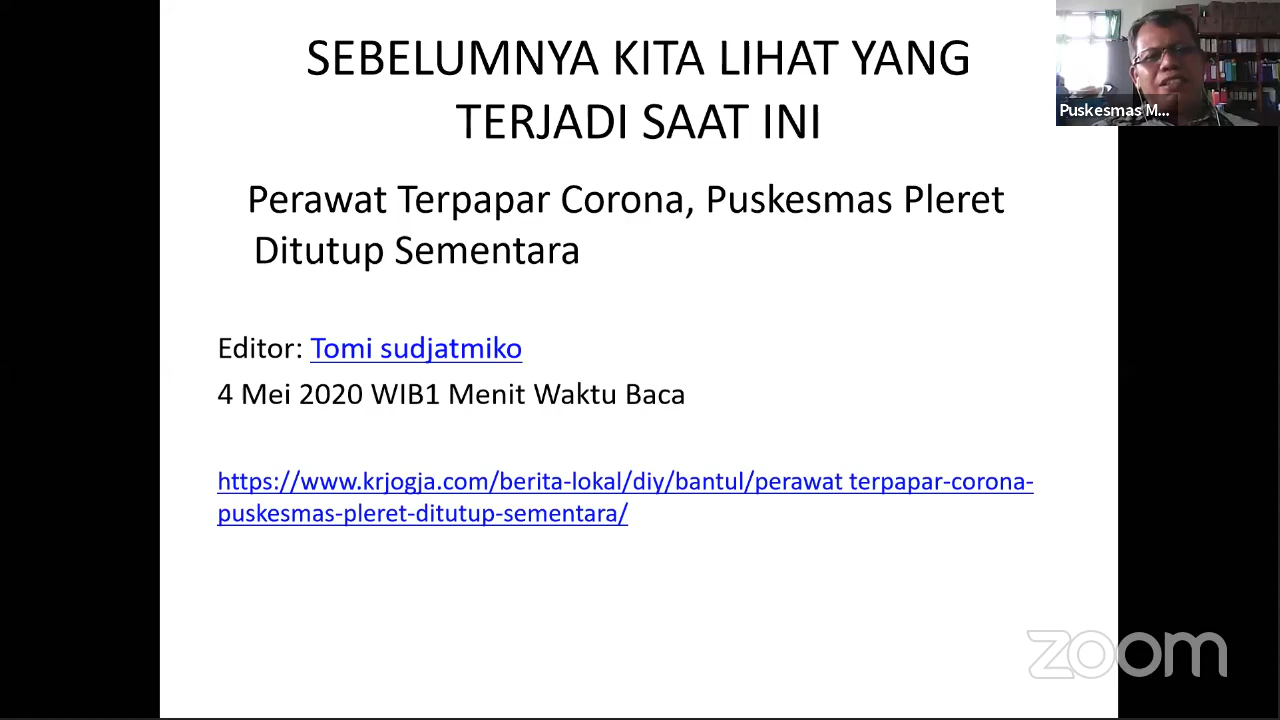 SEBELUMNYA KITA LIHAT YANG
TERJADI SAAT INI
Puskesmas M...
Perawat Terpapar Corona, Puskesmas Pleret
Ditutup Sementara
Editor: Tomi sudjatmiko
4 Mei 2020 WIB1 Menit Waktu Baca
https://www.krjogja.com/berita-lokal/diy/bantul/perawat terpapar-corona-
puskesmas-pleret-ditutup-sementara/
zoom